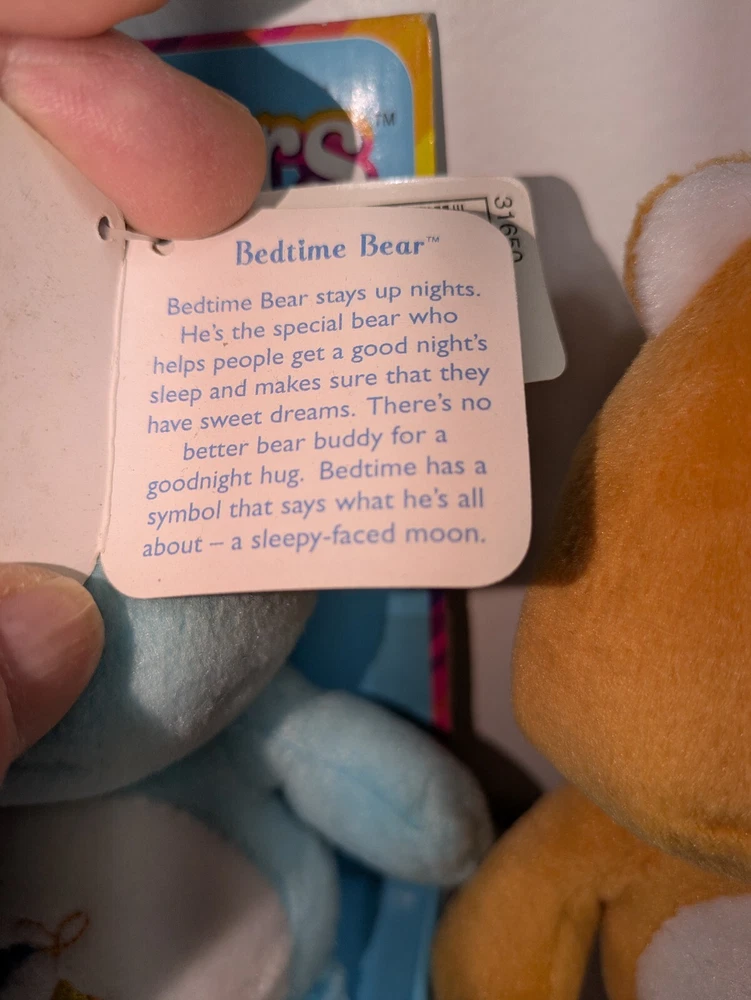 TM
31650
Bedtime Bear™
Bedtime Bear stays up nights.
He's the special bear who
helps people get a good night's
sleep and makes sure that they
have sweet dreams. There's no
better bear buddy for a
goodnight hug. Bedtime has a
symbol that says what he's all
about – a sleepy-faced moon.